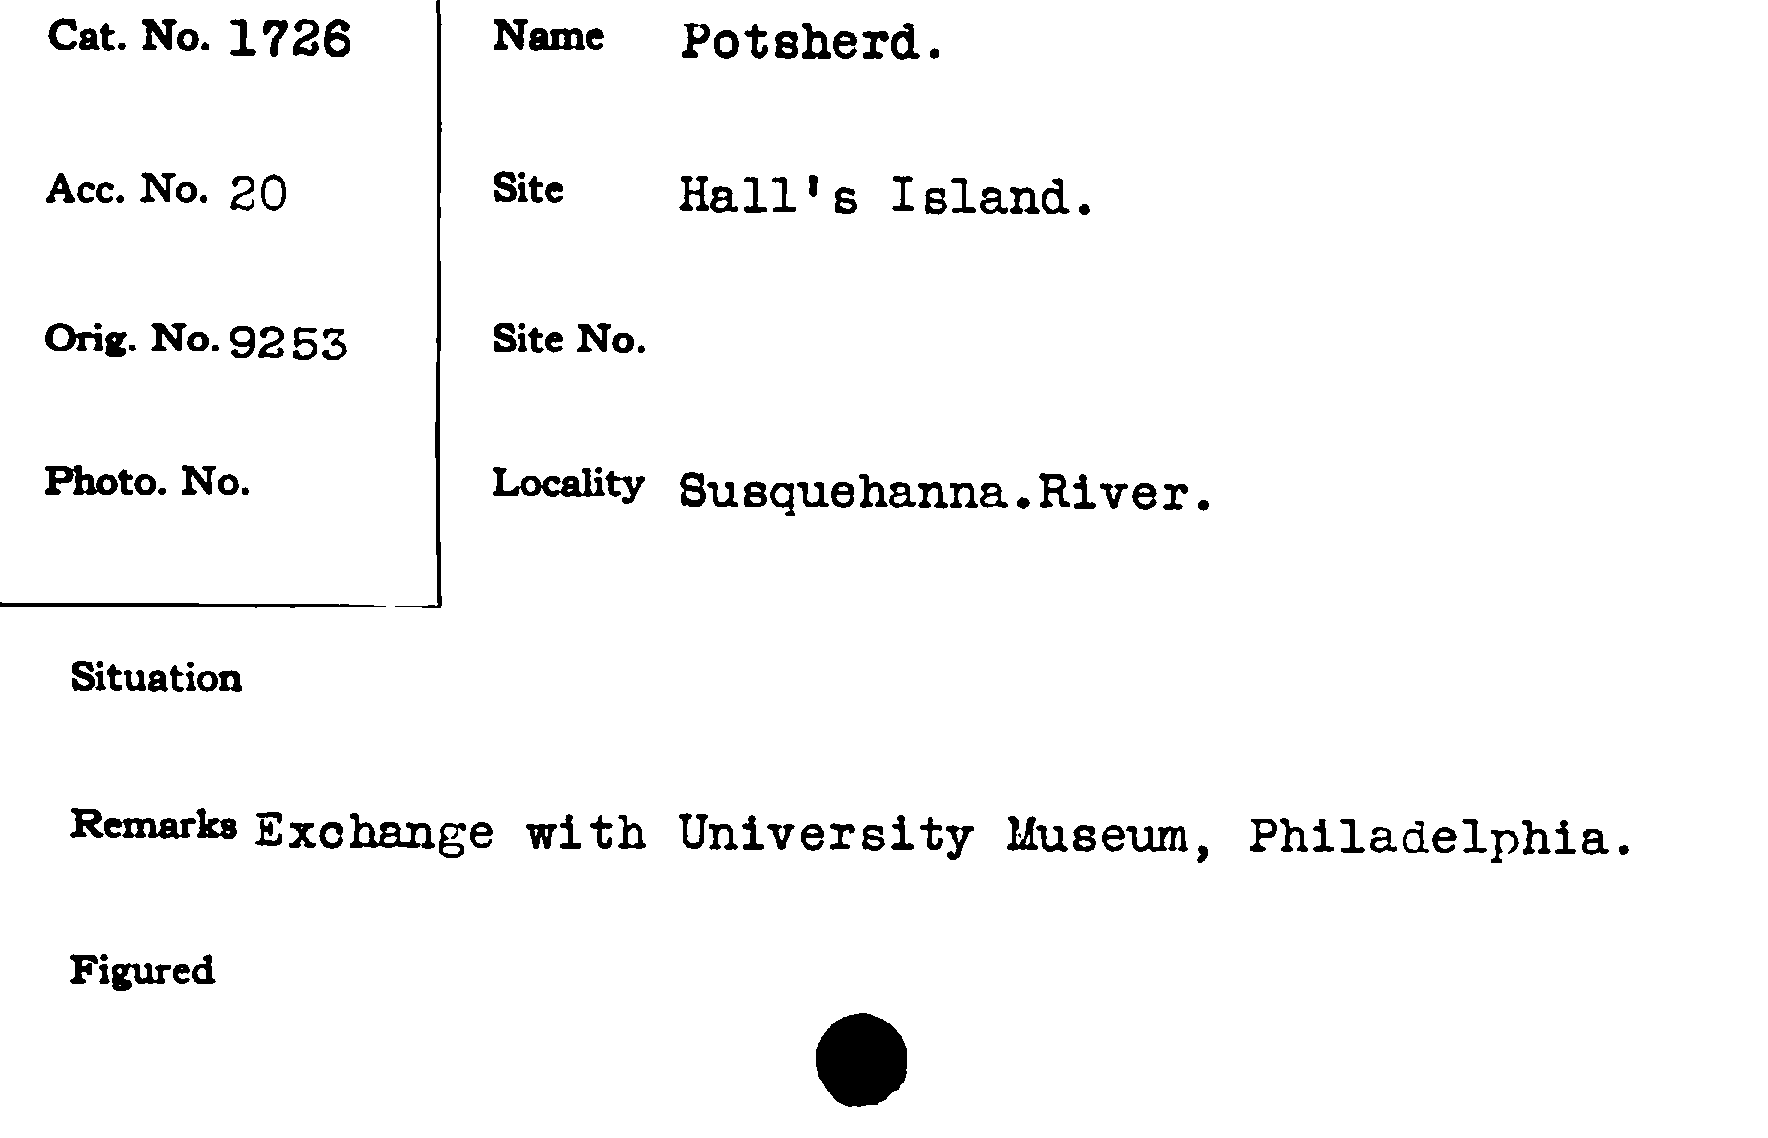 Cat. No. 1726
Acc. No. 20
Orig. No. 9253
Photo. No.
Name Potsherd.
Site Hall's Island.
Site No.
Locality Susquehanna.River.
Situation
Remarks Exchange with University Museum, Philadelphia.
Figured